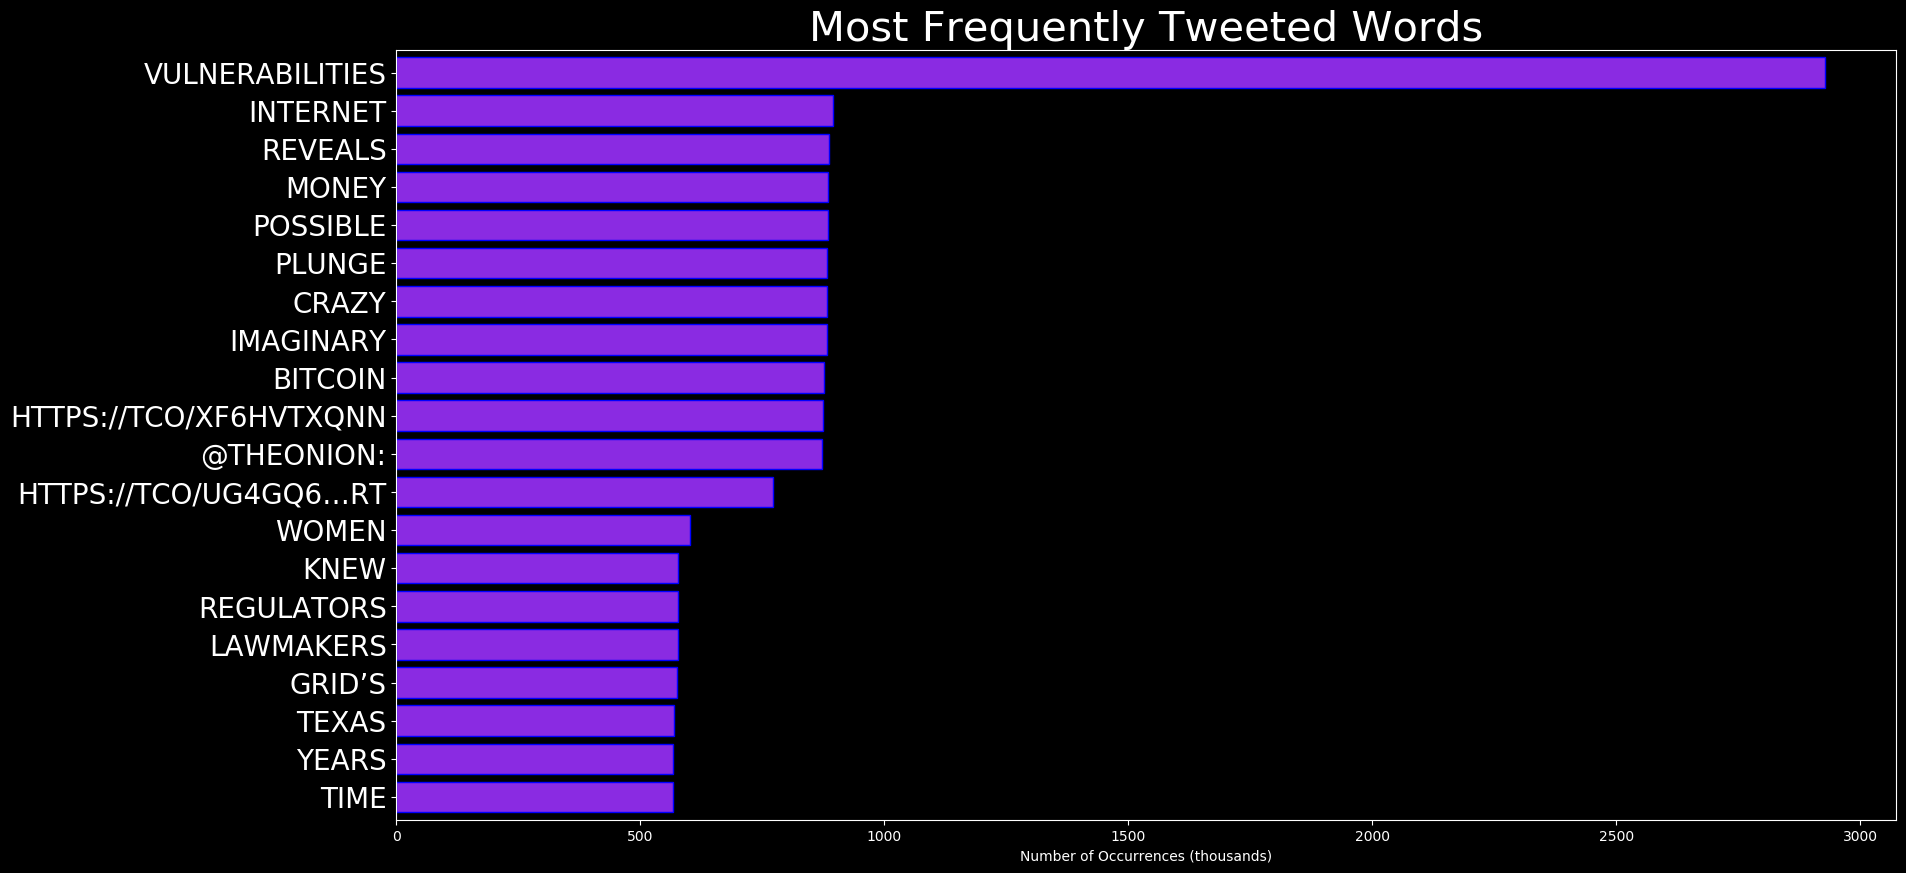 Most Frequently Tweeted Words
VULNERABILITIES
INTERNET
REVEALS
MONEY
POSSIBLE
PLUNGE
CRAZY
IMAGINARY
BITCOIN
HTTPS://TCO/XF6HVTXQNN
@THEONION:
HTTPS://TCO/UG4GQ6…RT
WOMEN
KNEW
REGULATORS
LAWMAKERS
GRID’S
TEXAS
YEARS
TIME
0 500 1000 1500 2000 2500 3000
Number of Occurrences (thousands)